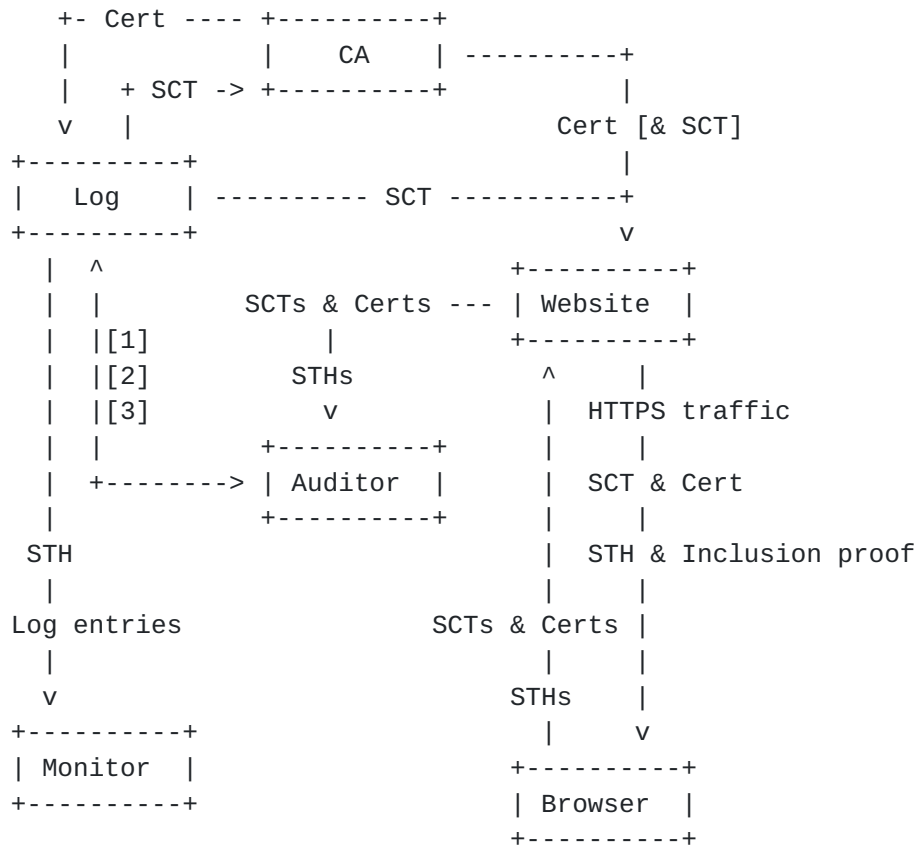 +- Cert ---- +----------+
|             |    CA    | ----------+
|   + SCT -> +----------+           |
v   |                           Cert [& SCT]
+----------+                            |
|   Log    | ---------- SCT -----------+
+----------+                            v
|  ^                          +----------+
|  |         SCTs & Certs --- | Website  |
|  |[1]           |           +----------+
|  |[2]         STHs            ^     |
|  |[3]           v             |  HTTPS traffic
|  |          +----------+      |     |
|  +--------> | Auditor  |      |  SCT & Cert
|             +----------+      |     |
STH                              |  STH & Inclusion proof
|                               |     |
Log entries                SCTs & Certs |
|                               |     |
v                             STHs    |
+----------+                       |     v
| Monitor  |                    +----------+
+----------+                    | Browser  |
+----------+